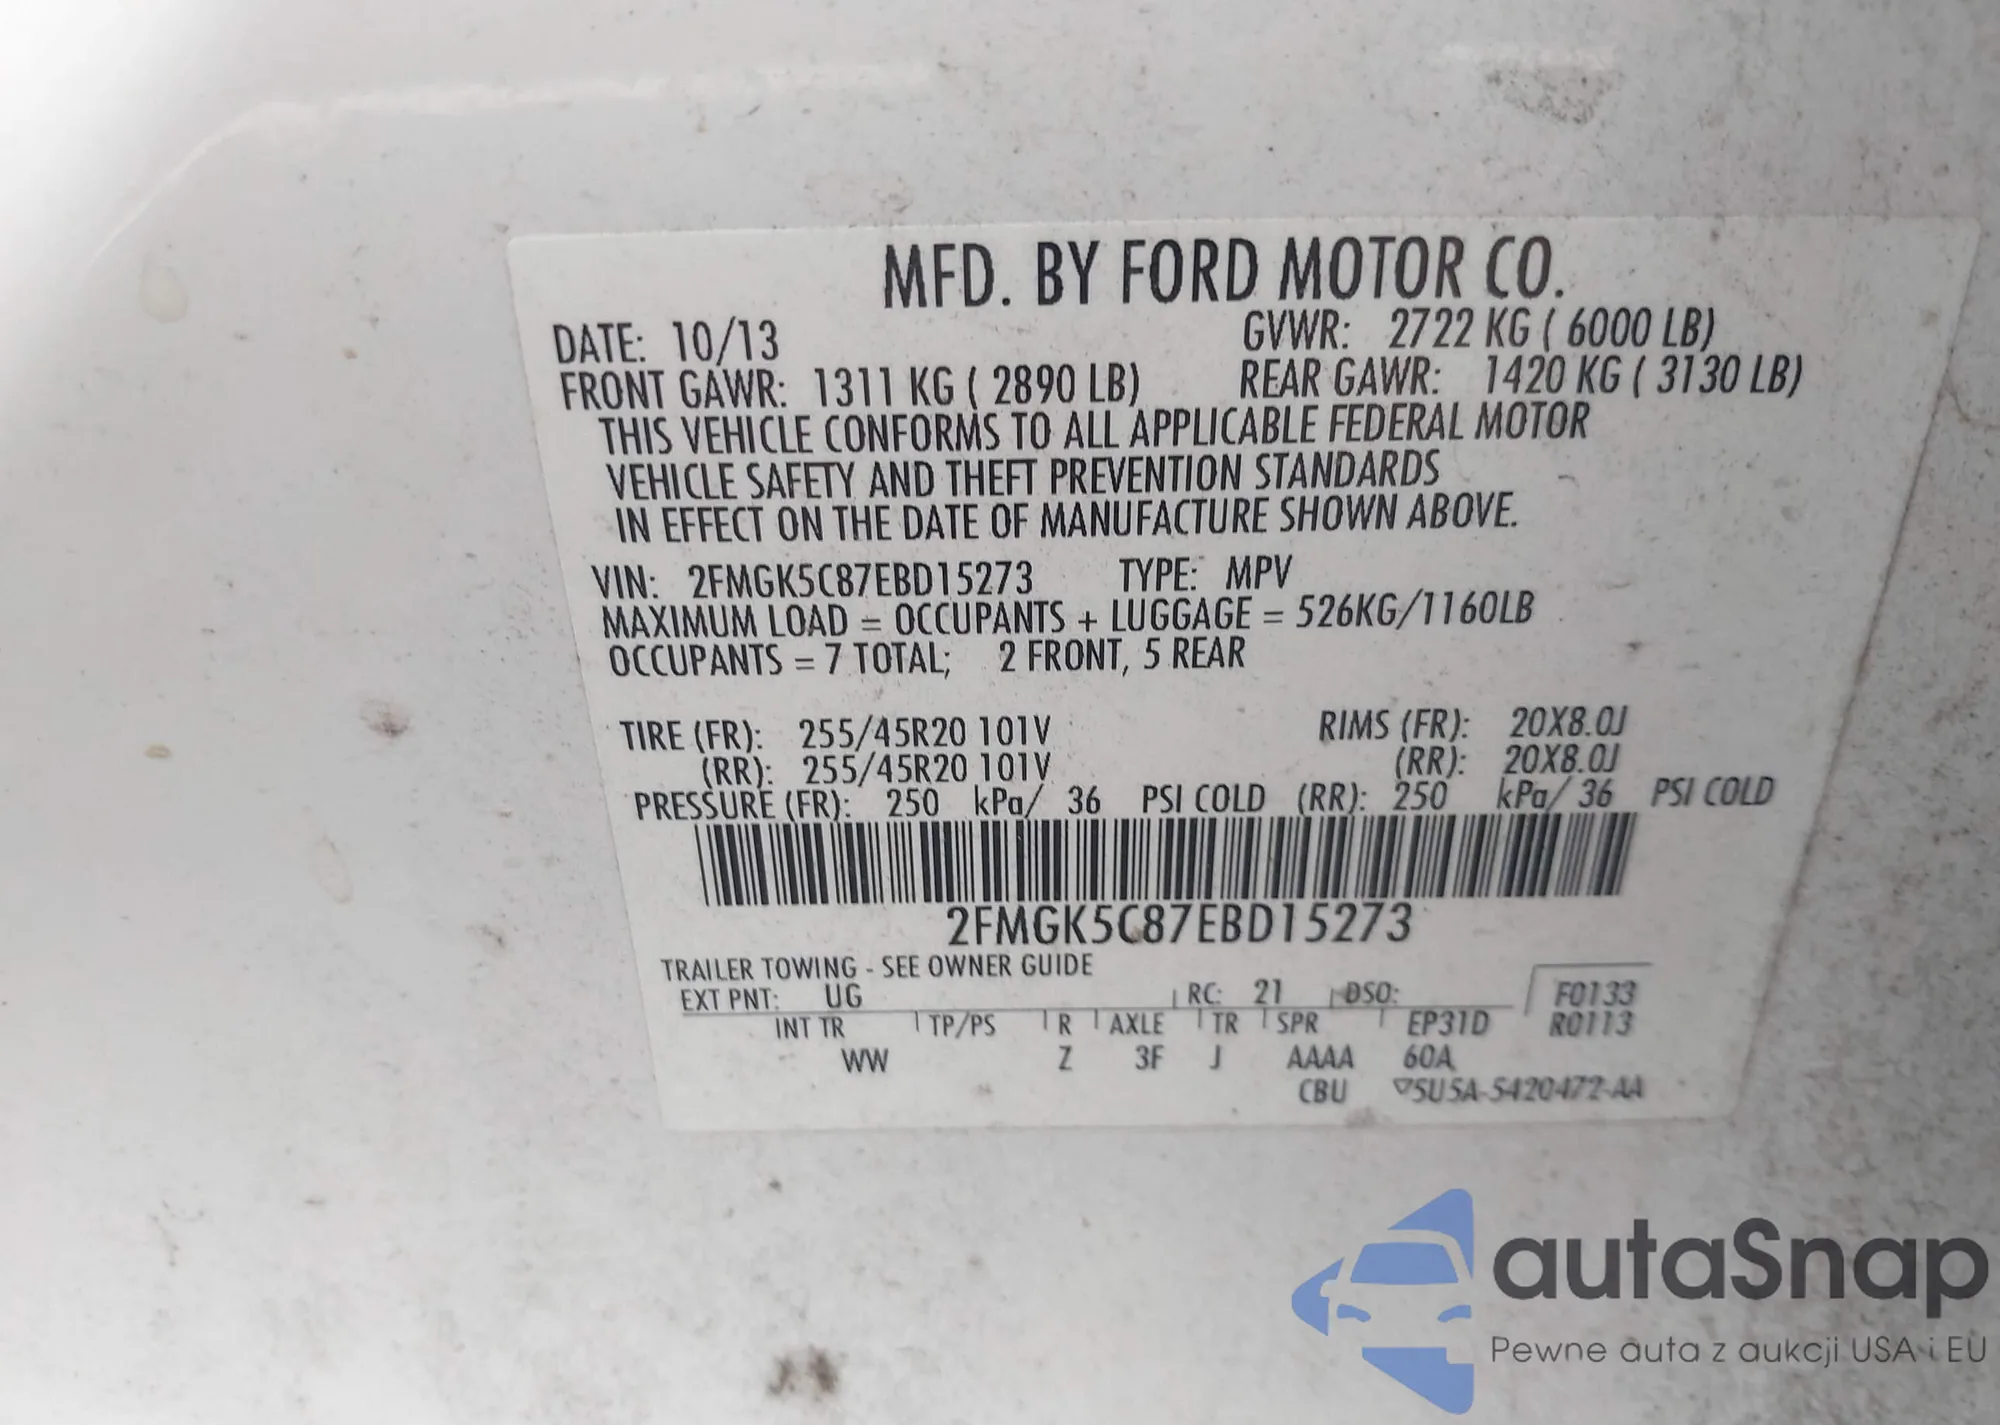 MFD. BY FORD MOTOR CO.
DATE: 10/13 GVWR: 2722 KG ( 6000 LB)
FRONT GAWR: 1311 KG ( 2890 LB) REAR GAWR: 1420 KG ( 3130 LB)
THIS VEHICLE CONFORMS TO ALL APPLICABLE FEDERAL MOTOR
VEHICLE SAFETY AND THEFT PREVENTION STANDARDS
IN EFFECT ON THE DATE OF MANUFACTURE SHOWN ABOVE.
VIN: 2FMGK5C87EBD15273 TYPE: MPV
MAXIMUM LOAD = OCCUPANTS + LUGGAGE = 526KG/1160LB
OCCUPANTS = 7 TOTAL; 2 FRONT, 5 REAR
TIRE (FR): 255/45R20 101V RIMS (FR): 20X8.0J
(RR): 255/45R20 101V (RR): 20X8.0J
PRESSURE (FR): 250 kPa/ 36 PSI COLD (RR): 250 kPa/ 36 PSI COLD
2FMGK5C87EBD15273
TRAILER TOWING - SEE OWNER GUIDE
EXT PNT: UG RC: 21 DSO: F0133
INT TR TP/PS R AXLE TR SPR EP31D R0113
WW Z 3F J AAAA 60A
CBU 5U5A-5420472-AA
autaSnap
Pewne auta z aukcji USA i EU